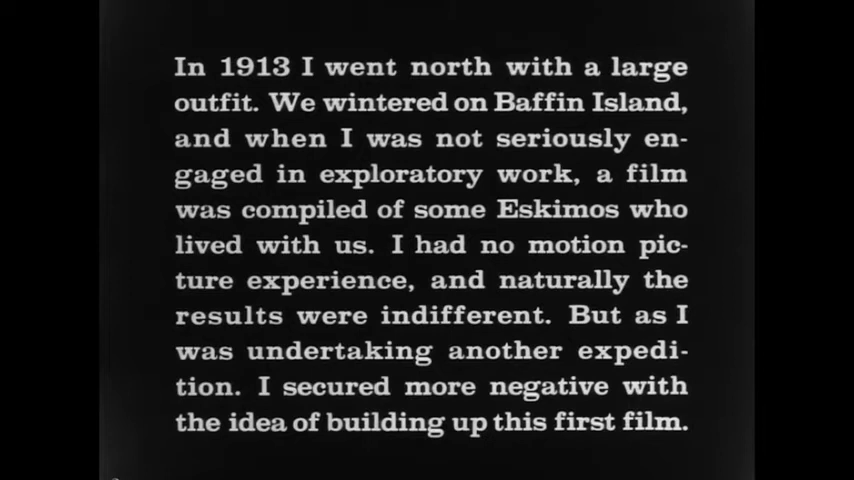 In 1913 I went north with a large
outfit. We wintered on Baffin Island,
and when I was not seriously en-
gaged in exploratory work, a film
was compiled of some Eskimos who
lived with us. I had no motion pic-
ture experience, and naturally the
results were indifferent. But as I
was undertaking another expedi-
tion. I secured more negative with
the idea of building up this first film.